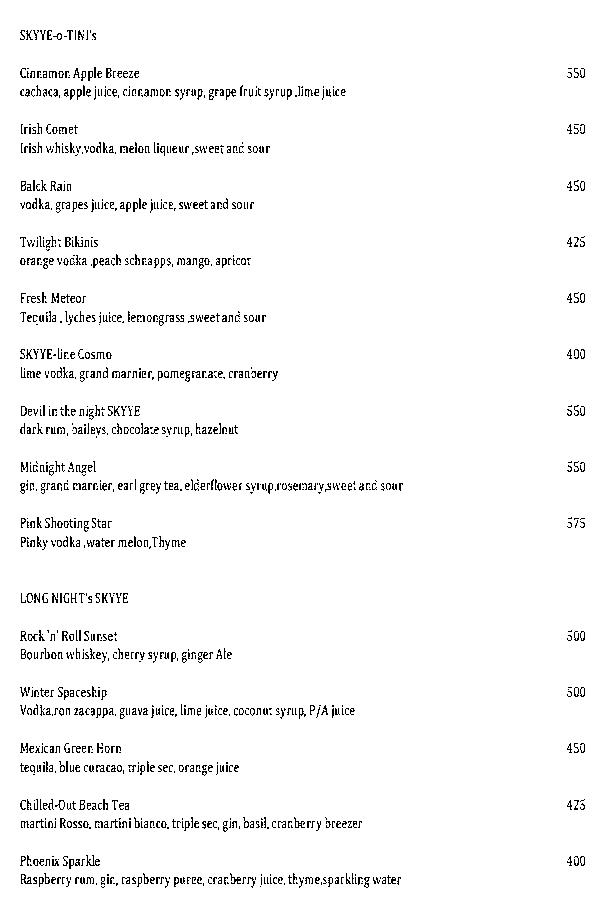 SKYYE-o-TINI's
Cinnamon Apple Breeze 550
cachaca, apple juice, cinnamon syrup, grape fruit syrup ,lime juice
Irish Comet 450
Irish whisky,vodka, melon liqueur ,sweet and sour
Balck Rain 450
vodka, grapes juice, apple juice, sweet and sour
Twilight Bikinis 425
orange vodka ,peach schnapps, mango, apricot
Fresh Meteor 450
Tequila , lyches juice, lemongrass ,sweet and sour
SKYYE-line Cosmo 400
lime vodka, grand marnier, pomegranate, cranberry
Devil in the night SKYYE 550
dark rum, baileys, chocolate syrup, hazelnut
Midnight Angel 550
gin, grand marnier, earl grey tea, elderflower syrup,rosemary,sweet and sour
Pink Shooting Star 575
Pinky vodka ,water melon,Thyme
LONG NIGHT's SKYYE
Rock 'n' Roll Sunset 500
Bourbon whiskey, cherry syrup, ginger Ale
Winter Spaceship 500
Vodka,ron zacappa, guava juice, lime juice, coconut syrup, P/A juice
Mexican Green Horn 450
tequila, blue curacao, triple sec, orange juice
Chilled-Out Beach Tea 425
martini Rosso, martini bianco, triple sec, gin, basil, cranberry breezer
Phoenix Sparkle 400
Raspberry rum, gin, raspberry puree, cranberry juice, thyme,sparkling water